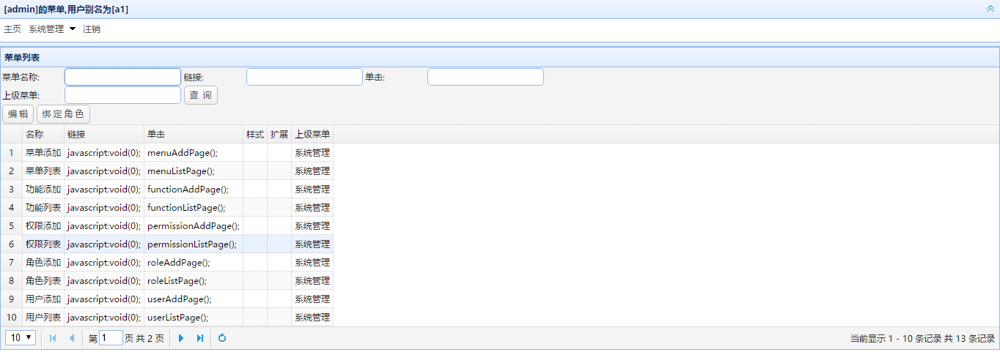 [admin]的菜单,用户别名为[a1]
主页 系统管理 注销
菜单列表
菜单名称: 链接: 单击:
上级菜单: 查 询
编 辑 绑 定 角 色
名称 链接 单击 样式 扩展 上级菜单
1 菜单添加 javascript:void(0); menuAddPage(); 系统管理
2 菜单列表 javascript:void(0); menuListPage(); 系统管理
3 功能添加 javascript:void(0); functionAddPage(); 系统管理
4 功能列表 javascript:void(0); functionListPage(); 系统管理
5 权限添加 javascript:void(0); permissionAddPage(); 系统管理
6 权限列表 javascript:void(0); permissionListPage(); 系统管理
7 角色添加 javascript:void(0); roleAddPage(); 系统管理
8 角色列表 javascript:void(0); roleListPage(); 系统管理
9 用户添加 javascript:void(0); userAddPage(); 系统管理
10 用户列表 javascript:void(0); userListPage(); 系统管理
10 第 1 页 共 2 页 当前显示 1 - 10 条记录 共 13 条记录